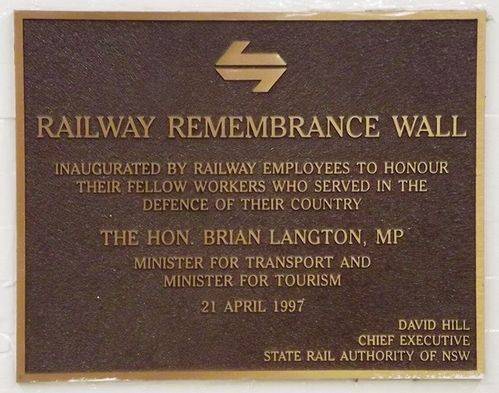 RAILWAY REMEMBRANCE WALL
INAUGURATED BY RAILWAY EMPLOYEES TO HONOUR
THEIR FELLOW WORKERS WHO SERVED IN THE
DEFENCE OF THEIR COUNTRY
THE HON. BRIAN LANGTON, MP
MINISTER FOR TRANSPORT AND
MINISTER FOR TOURISM
21 APRIL 1997
DAVID HILL
CHIEF EXECUTIVE
STATE RAIL AUTHORITY OF NSW